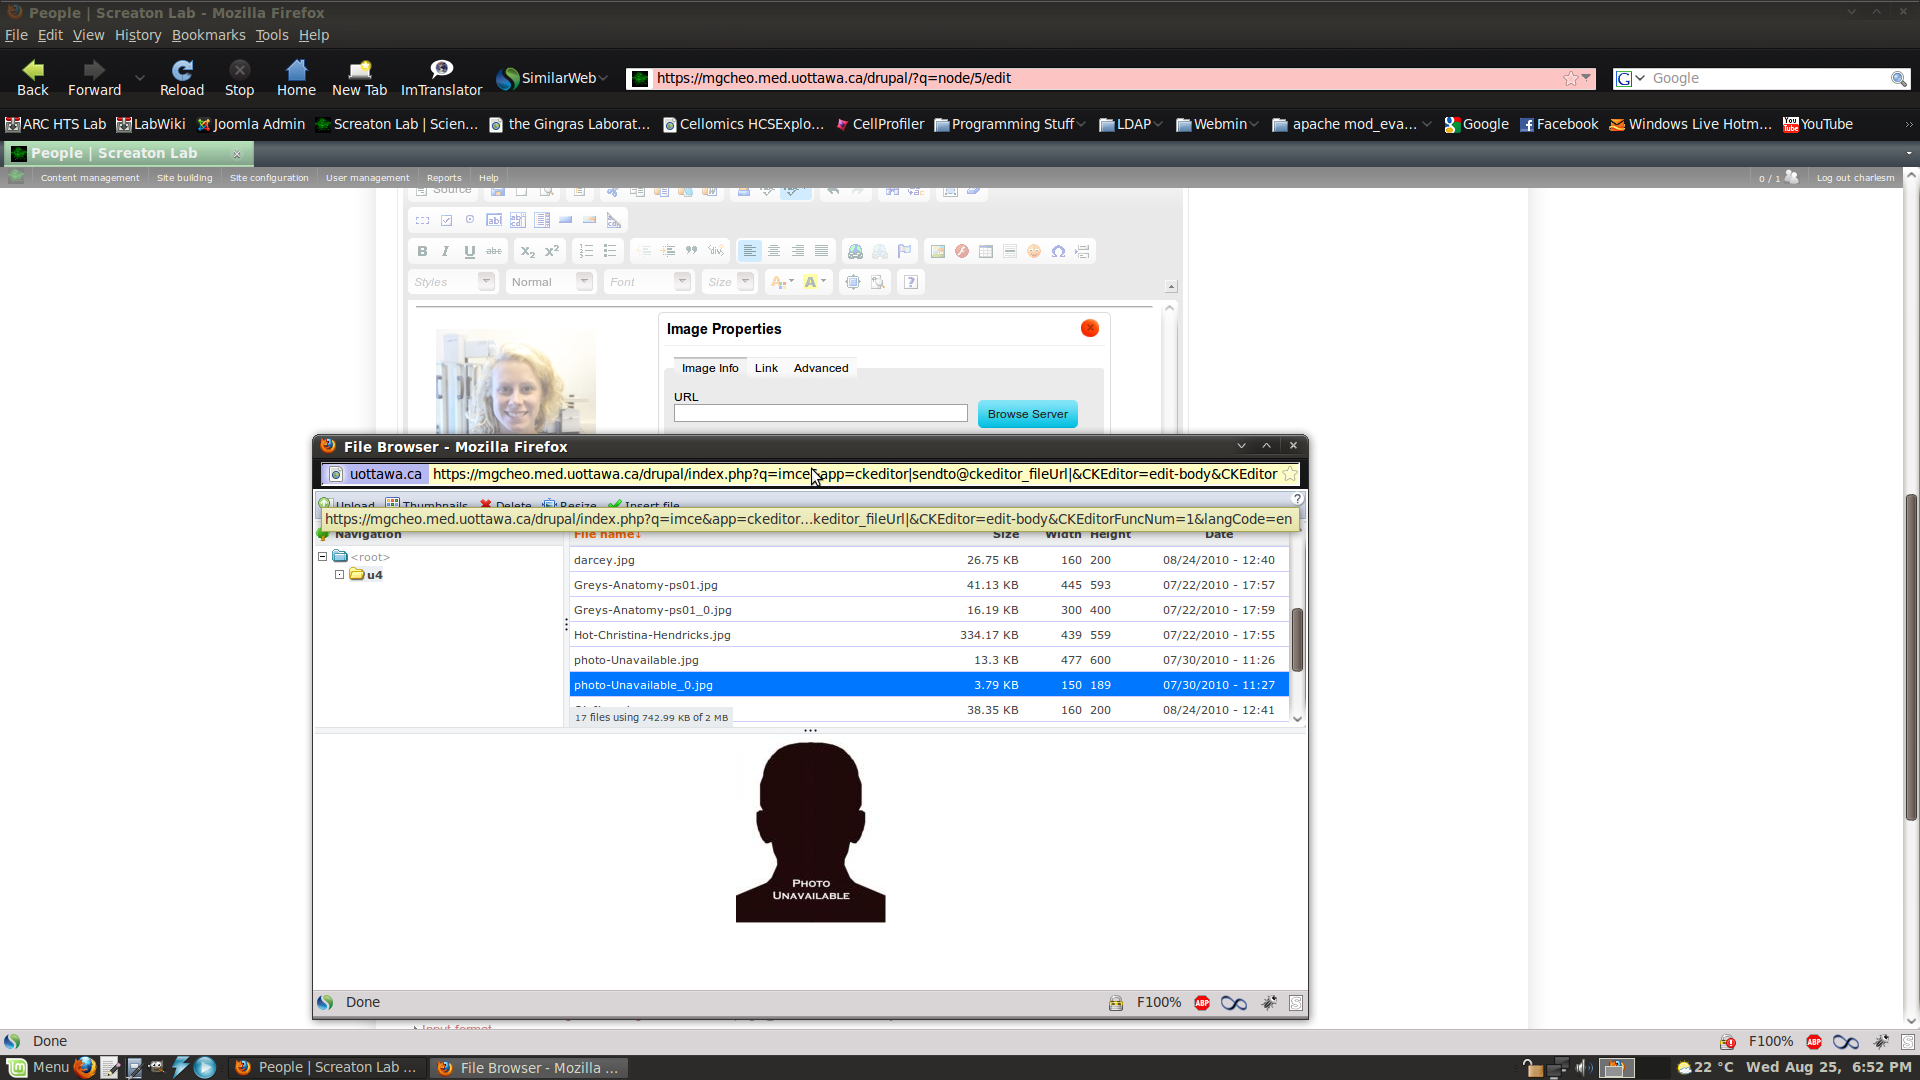 People | Screaton Lab - Mozilla Firefox
File Edit View History Bookmarks Tools Help
Back Forward Reload Stop Home New Tab ImTranslator SimilarWeb https://mgcheo.med.uottawa.ca/drupal/?q=node/5/edit Google
ARC HTS Lab LabWiki Joomla Admin Screaton Lab | Scien... the Gingras Laborat... Cellomics HCSExplo... CellProfiler Programming Stuff LDAP Webmin apache mod_eva... Google Facebook Windows Live Hotm... YouTube
People | Screaton Lab
Content management Site building Site configuration User management Reports Help 0 / 1 Log out charlesm
Source
Styles Normal Font Size
Image Properties
Image Info Link Advanced
URL
Browse Server
File Browser - Mozilla Firefox
uottawa.ca https://mgcheo.med.uottawa.ca/drupal/index.php?q=imce&app=ckeditor|sendto@ckeditor_fileUrl|&CKEditor=edit-body&CKEditor
Upload Thumbnails Delete Resize Insert file
https://mgcheo.med.uottawa.ca/drupal/index.php?q=imce&app=ckeditor...keditor_fileUrl|&CKEditor=edit-body&CKEditorFuncNum=1&langCode=en
Navigation File name Size Width Height Date
<root>
u4
darcey.jpg 26.75 KB 160 200 08/24/2010 - 12:40
Greys-Anatomy-ps01.jpg 41.13 KB 445 593 07/22/2010 - 17:57
Greys-Anatomy-ps01_0.jpg 16.19 KB 300 400 07/22/2010 - 17:59
Hot-Christina-Hendricks.jpg 334.17 KB 439 559 07/22/2010 - 17:55
photo-Unavailable.jpg 13.3 KB 477 600 07/30/2010 - 11:26
photo-Unavailable_0.jpg 3.79 KB 150 189 07/30/2010 - 11:27
38.35 KB 160 200 08/24/2010 - 12:41
17 files using 742.99 KB of 2 MB
PHOTO
UNAVAILABLE
Done F100% ABP
Input format
Done F100% ABP
Menu People | Screaton Lab ... File Browser - Mozilla ... 22 °C Wed Aug 25, 6:52 PM